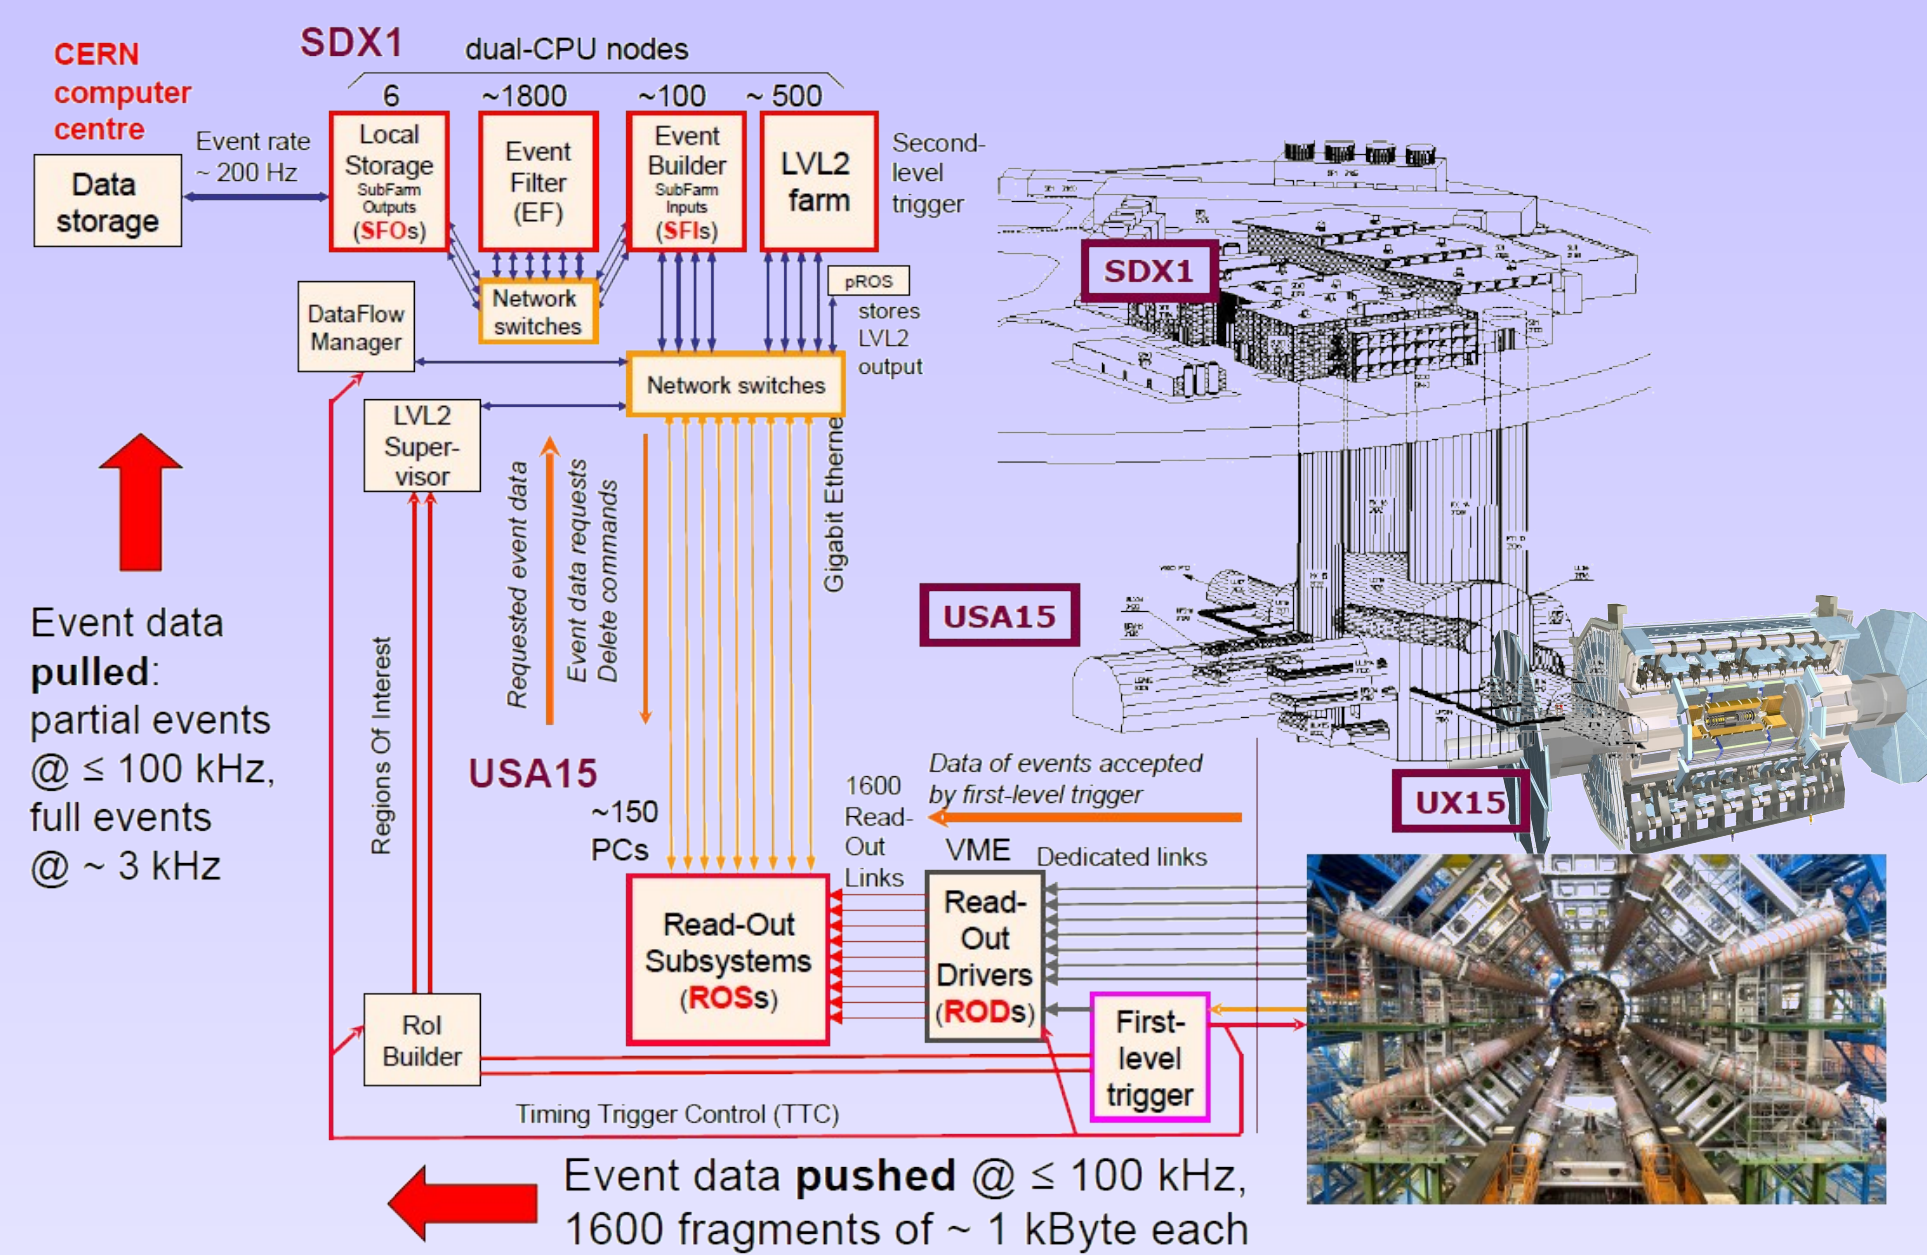 CERN
computer
centre
SDX1
dual-CPU nodes
6
~1800
~100
~ 500
Data
storage
Event rate
~ 200 Hz
Local
Storage
SubFarm
Outputs
(SFOs)
Event
Filter
(EF)
Event
Builder
SubFarm
Inputs
(SFIs)
LVL2
farm
Second-
level
trigger
pROS
stores
LVL2
output
Network
switches
DataFlow
Manager
Network switches
LVL2
Super-
visor
Gigabit Etherne
Requested event data
Event data requests
Delete commands
Regions Of Interest
Event data
pulled:
partial events
@ ≤ 100 kHz,
full events
@ ~ 3 kHz
SDX1
USA15
UX15
USA15
~150
PCs
1600
Read-
Out
Links
Data of events accepted
by first-level trigger
VME
Dedicated links
Read-Out
Subsystems
(ROSs)
Read-
Out
Drivers
(RODs)
First-
level
trigger
RoI
Builder
Timing Trigger Control (TTC)
Event data pushed @ ≤ 100 kHz,
1600 fragments of ~ 1 kByte each